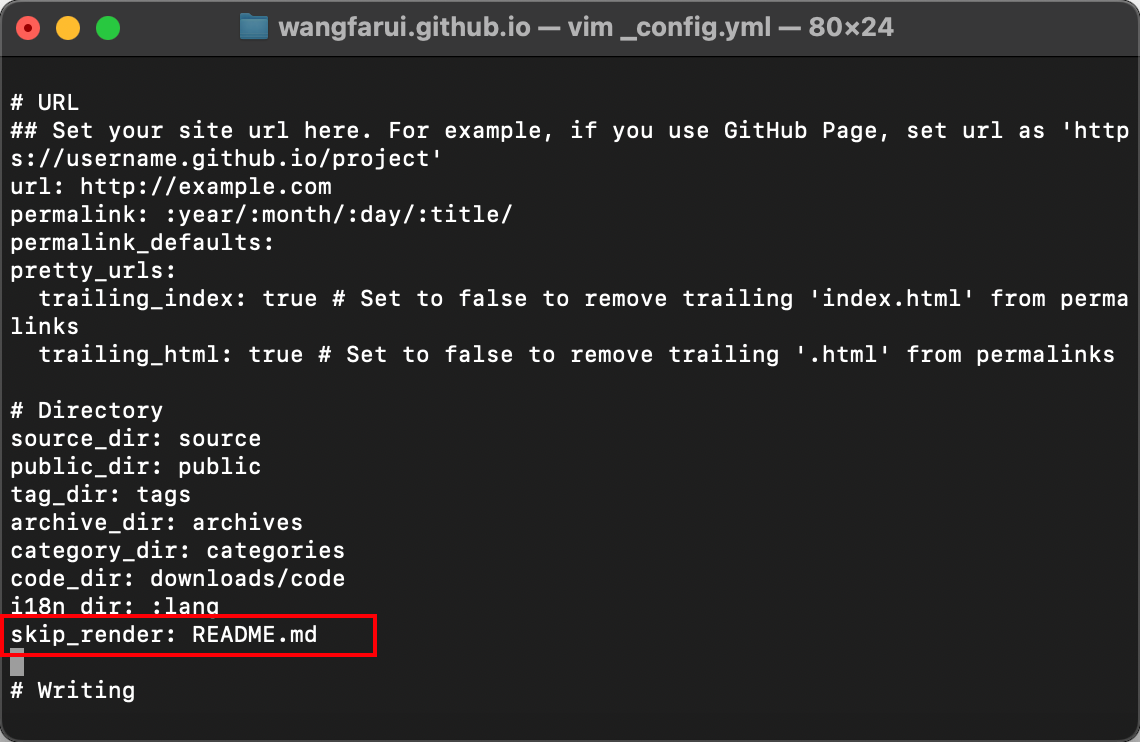 wangfarui.github.io — vim _config.yml — 80×24
# URL
## Set your site url here. For example, if you use GitHub Page, set url as 'http
s://username.github.io/project'
url: http://example.com
permalink: :year/:month/:day/:title/
permalink_defaults:
pretty_urls:
  trailing_index: true # Set to false to remove trailing 'index.html' from perma
links
  trailing_html: true # Set to false to remove trailing '.html' from permalinks
# Directory
source_dir: source
public_dir: public
tag_dir: tags
archive_dir: archives
category_dir: categories
code_dir: downloads/code
i18n_dir: :lang
skip_render: README.md
# Writing